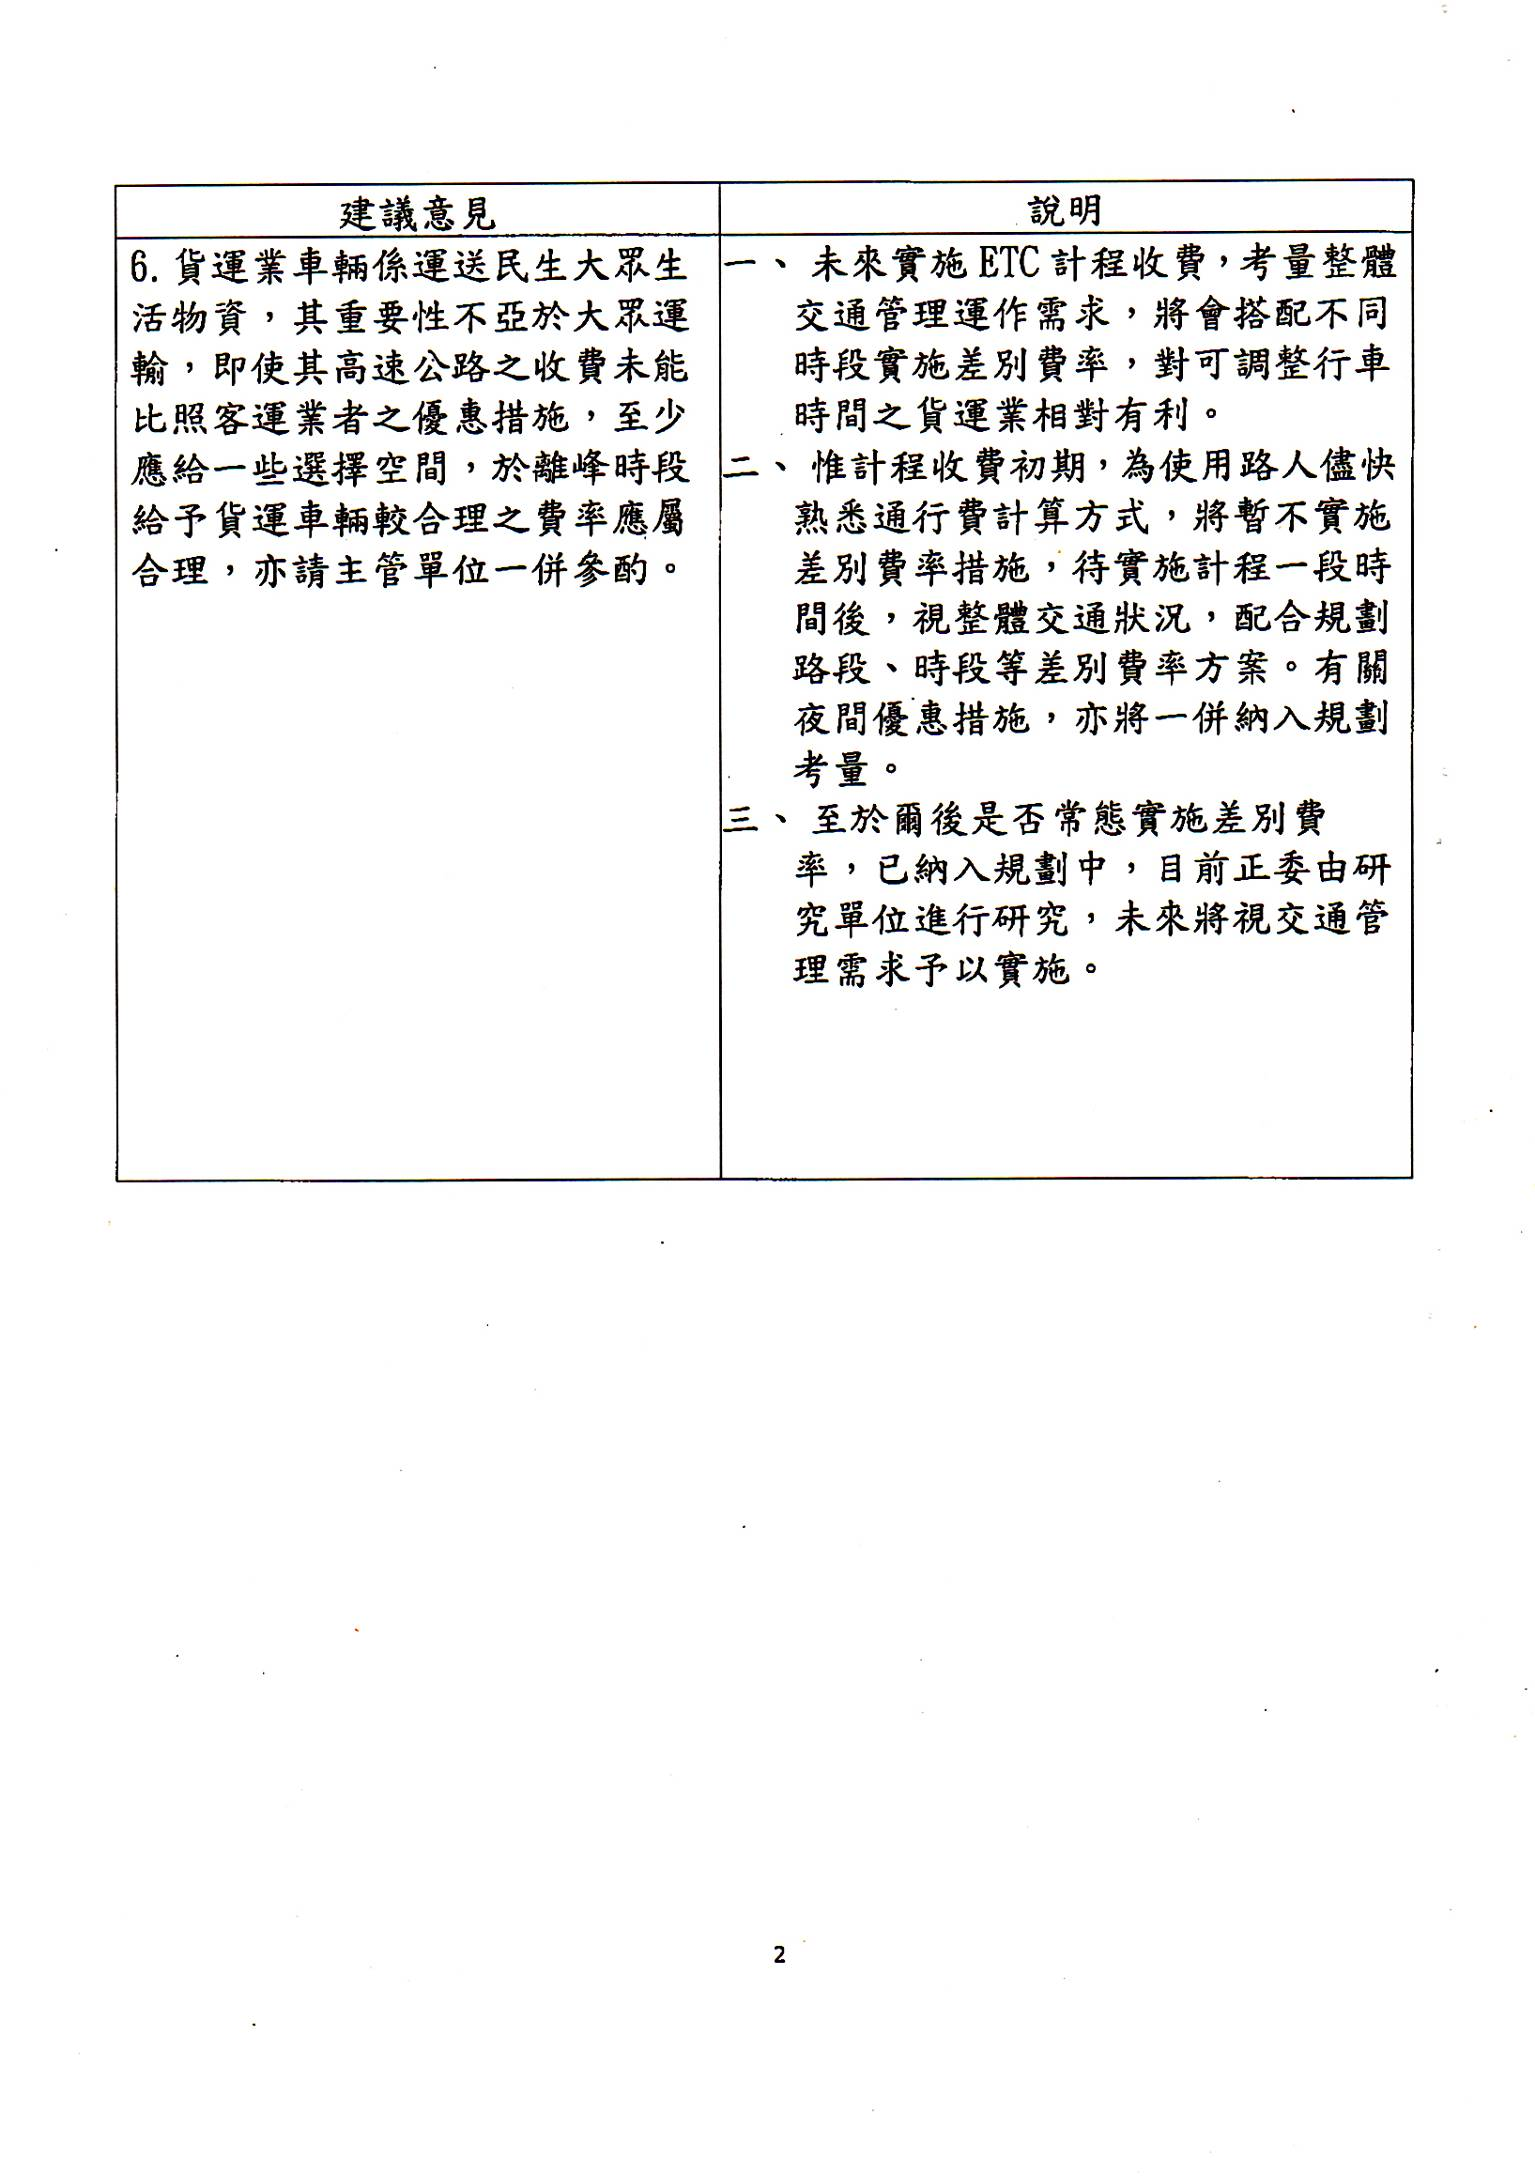 建議意見
說明
6. 貨運業車輛係運送民生大眾生
活物資，其重要性不亞於大眾運
輸，即使其高速公路之收費未能
比照客運業者之優惠措施，至少
應給一些選擇空間，於離峰時段
給予貨運車輛較合理之費率應屬
合理，亦請主管單位一併參酌。
一、 未來實施ETC計程收費，考量整體
交通管理運作需求，將會搭配不同
時段實施差別費率，對可調整行車
時間之貨運業相對有利。
二、 惟計程收費初期，為使用路人儘快
熟悉通行費計算方式，將暫不實施
差別費率措施，待實施計程一段時
間後，視整體交通狀況，配合規劃
路段、時段等差別費率方案。有關
夜間優惠措施，亦將一併納入規劃
考量。
三、 至於爾後是否常態實施差別費
率，已納入規劃中，目前正委由研
究單位進行研究，未來將視交通管
理需求予以實施。
2